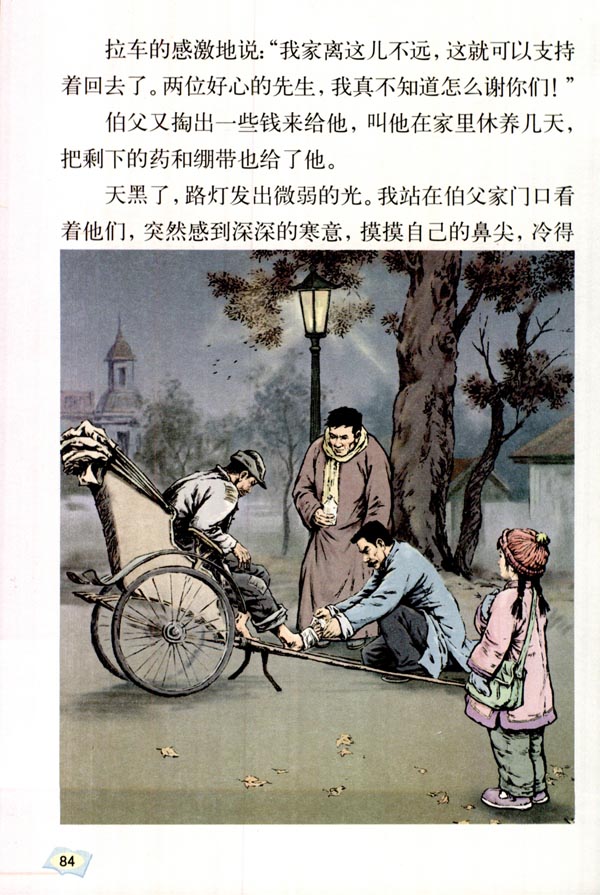 拉车的感激地说：“我家离这儿不远，这就可以支持
着回去了。两位好心的先生，我真不知道怎么谢你们！”
伯父又掏出一些钱来给他，叫他在家里休养几天，
把剩下的药和绷带也给了他。
天黑了，路灯发出微弱的光。我站在伯父家门口看
着他们，突然感到深深的寒意，摸摸自己的鼻尖，冷得
84